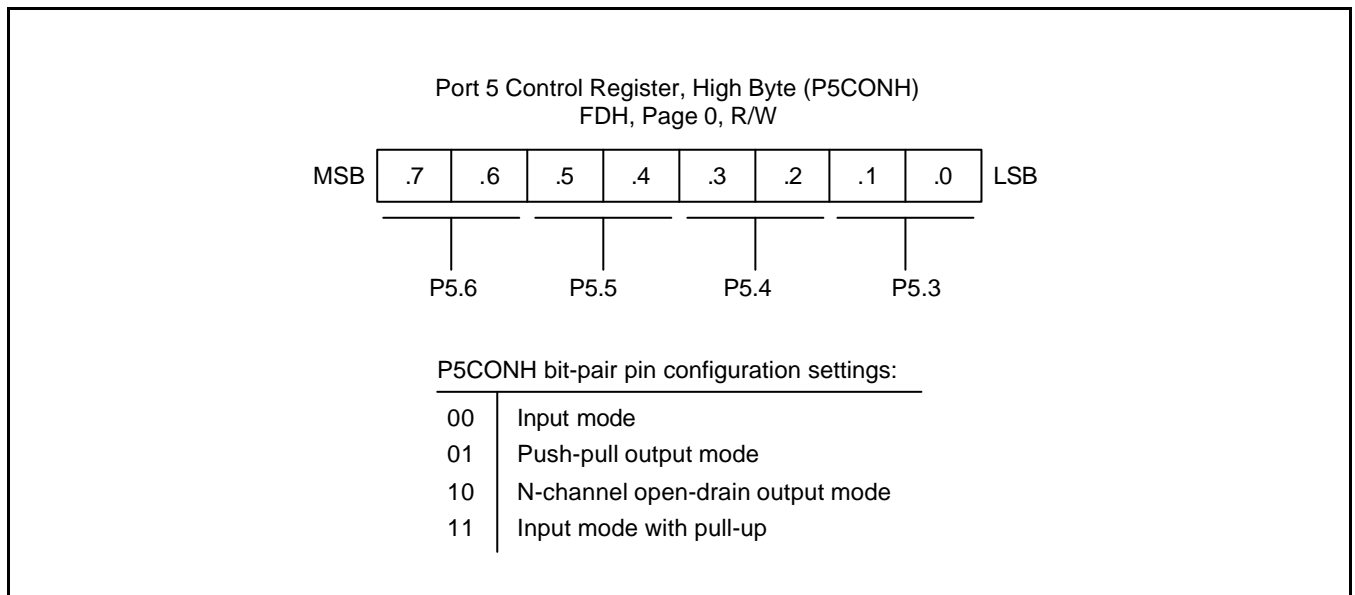 Port 5 Control Register, High Byte (P5CONH)
FDH, Page 0, R/W
MSB .7 .6 .5 .4 .3 .2 .1 .0 LSB
P5.6 P5.5 P5.4 P5.3
P5CONH bit-pair pin configuration settings:
00 Input mode
01 Push-pull output mode
10 N-channel open-drain output mode
11 Input mode with pull-up